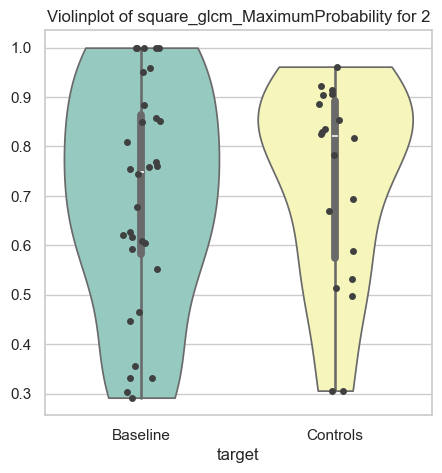 Violinplot of square_glcm_MaximumProbability for 2
1.0
0.9
0.8
0.7
0.6
0.5
0.4
0.3
Baseline Controls
target